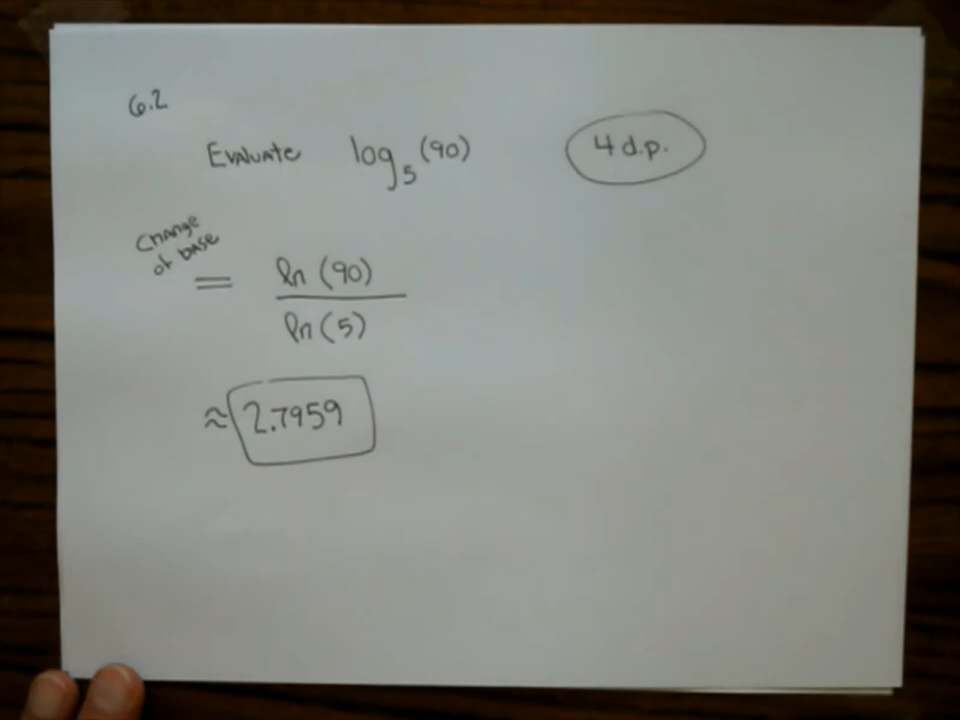 6.2
Evaluate log₅(90) 4 d.p.
Change
of base
= ln(90)
ln(5)
≈ 2.7959